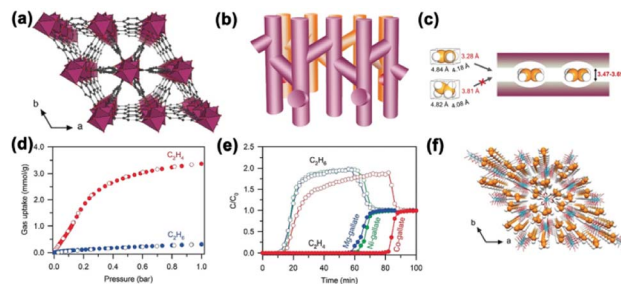 (a)
b
a
(b)
(c)
3.28 Å
4.84 Å
4.18 Å
3.81 Å
4.82 Å
4.08 Å
(d)
Gas uptake (mmol/g)
4.0
3.0
2.0
1.0
0.0
C₂H₄
C₂H₆
0.0
0.2
0.4
0.6
0.8
1.0
Pressure (bar)
(e)
C/C₀
3
2
1
0
C₂H₆
C₂H₄
Mg-gallate
Ni-gallate
Co-gallate
0
20
40
60
80
100
Time (min)
(f)
b
a